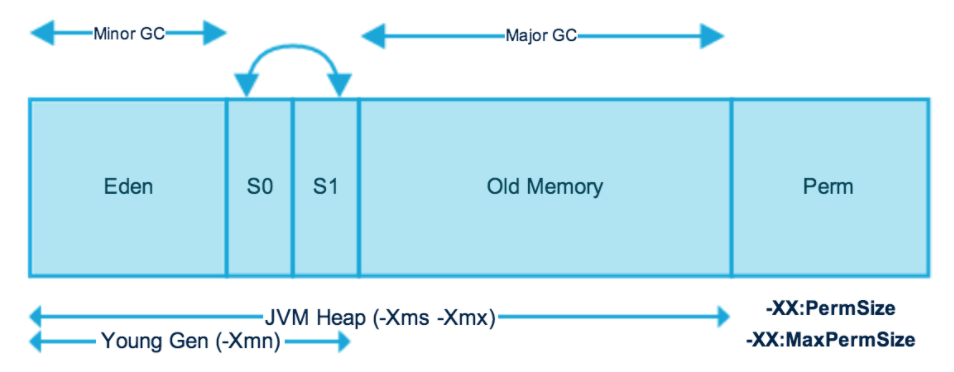 Minor GC
Major GC
Eden
S0
S1
Old Memory
Perm
JVM Heap (-Xms -Xmx)
Young Gen (-Xmn)
-XX:PermSize
-XX:MaxPermSize